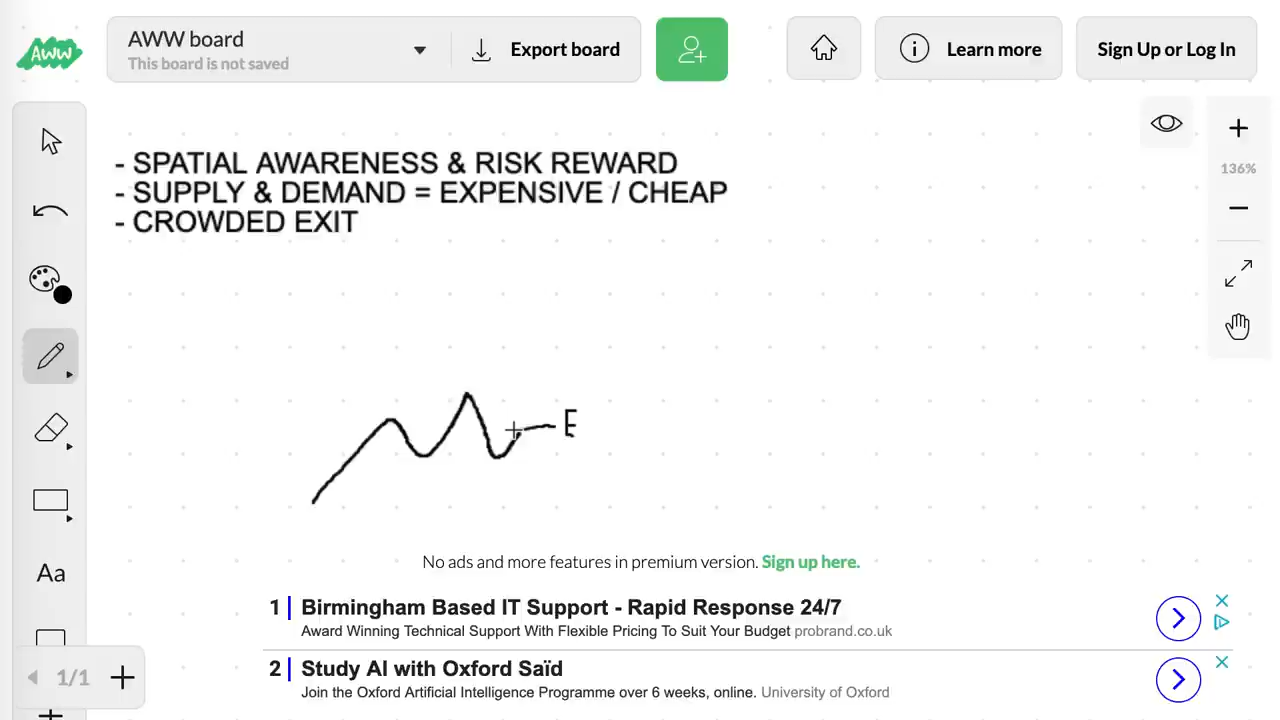 AWW
AWW board
This board is not saved
Export board
Learn more
Sign Up or Log In
136%
- SPATIAL AWARENESS & RISK REWARD
- SUPPLY & DEMAND = EXPENSIVE / CHEAP
- CROWDED EXIT
E
Aa
1/1
No ads and more features in premium version. Sign up here.
1 Birmingham Based IT Support - Rapid Response 24/7
Award Winning Technical Support With Flexible Pricing To Suit Your Budget probrand.co.uk
2 Study AI with Oxford Saïd
Join the Oxford Artificial Intelligence Programme over 6 weeks, online. University of Oxford